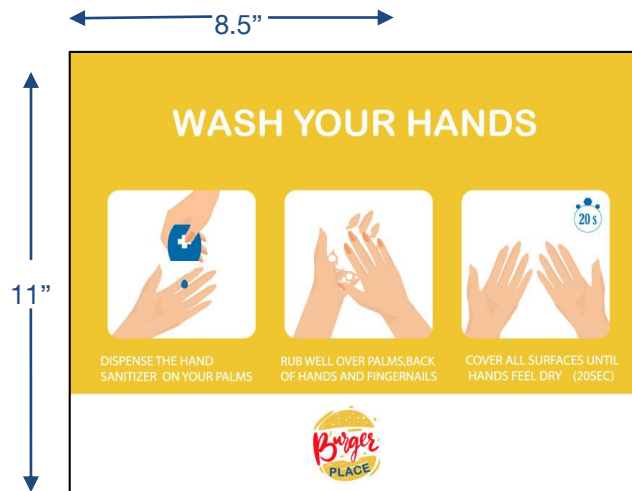 8.5”
11”
WASH YOUR HANDS
20 s
DISPENSE THE HAND
SANITIZER ON YOUR PALMS
RUB WELL OVER PALMS,BACK
OF HANDS AND FINGERNAILS
COVER ALL SURFACES UNTIL
HANDS FEEL DRY (20SEC)
Burger
PLACE